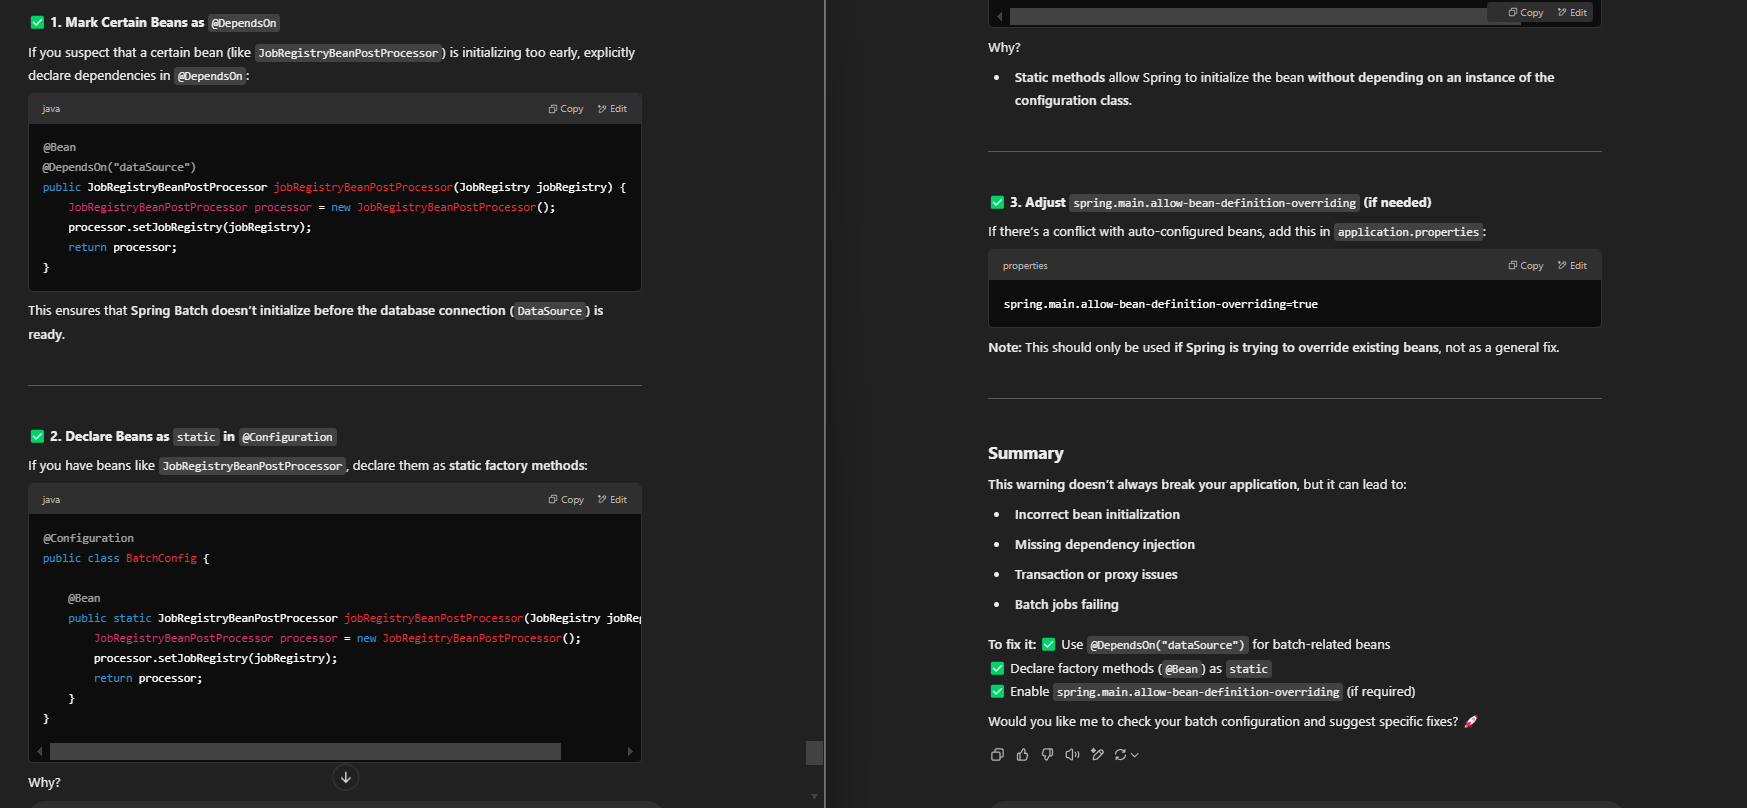 1. Mark Certain Beans as @DependsOn
If you suspect that a certain bean (like JobRegistryBeanPostProcessor) is initializing too early, explicitly
declare dependencies in @DependsOn:
java
Copy
Edit
@Bean
@DependsOn("dataSource")
public JobRegistryBeanPostProcessor jobRegistryBeanPostProcessor(JobRegistry jobRegistry) {
    JobRegistryBeanPostProcessor processor = new JobRegistryBeanPostProcessor();
    processor.setJobRegistry(jobRegistry);
    return processor;
}
This ensures that Spring Batch doesn't initialize before the database connection (DataSource) is
ready.
2. Declare Beans as static in @Configuration
If you have beans like JobRegistryBeanPostProcessor, declare them as static factory methods:
java
Copy
Edit
@Configuration
public class BatchConfig {
    @Bean
    public static JobRegistryBeanPostProcessor jobRegistryBeanPostProcessor(JobRegistry jobReg
        JobRegistryBeanPostProcessor processor = new JobRegistryBeanPostProcessor();
        processor.setJobRegistry(jobRegistry);
        return processor;
    }
}
Why?
Copy
Edit
Why?
Static methods allow Spring to initialize the bean without depending on an instance of the
configuration class.
3. Adjust spring.main.allow-bean-definition-overriding (if needed)
If there's a conflict with auto-configured beans, add this in application.properties:
properties
Copy
Edit
spring.main.allow-bean-definition-overriding=true
Note: This should only be used if Spring is trying to override existing beans, not as a general fix.
Summary
This warning doesn't always break your application, but it can lead to:
Incorrect bean initialization
Missing dependency injection
Transaction or proxy issues
Batch jobs failing
To fix it: ✅ Use @DependsOn("dataSource") for batch-related beans
✅ Declare factory methods (@Bean) as static
✅ Enable spring.main.allow-bean-definition-overriding (if required)
Would you like me to check your batch configuration and suggest specific fixes? 🚀